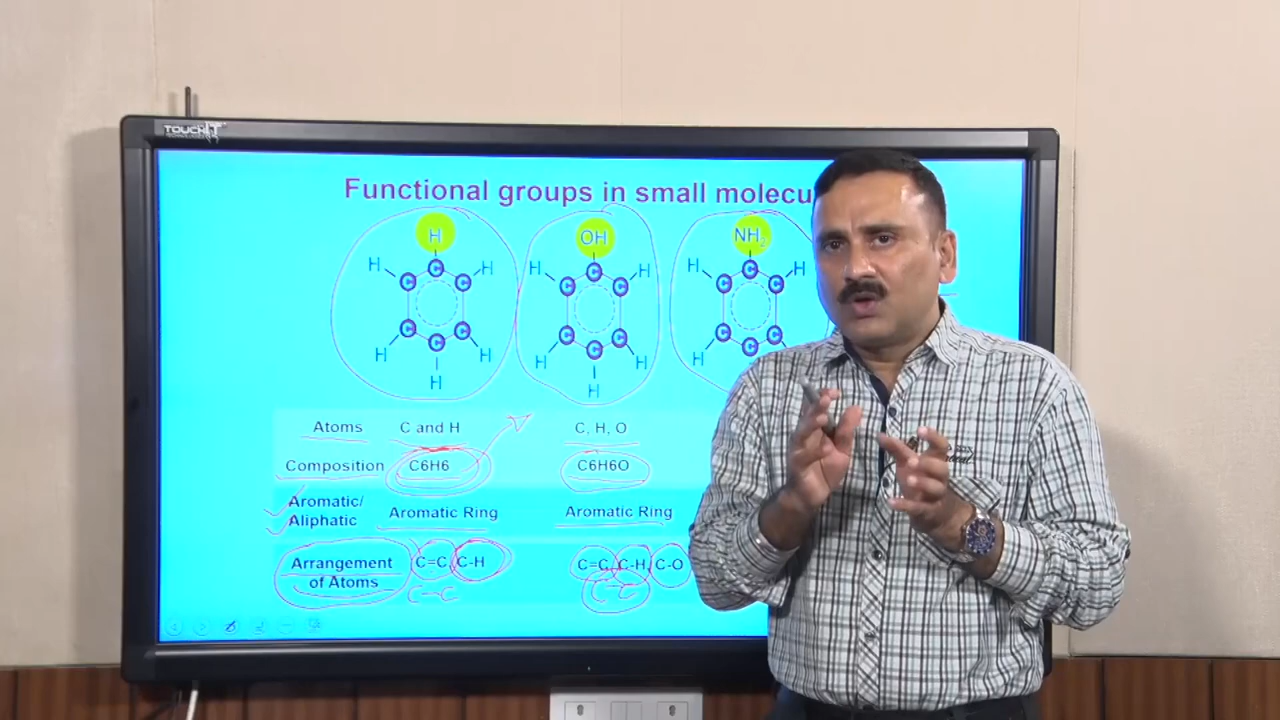 TOUCHIT
Functional groups in small molecu
H
OH
NH2
H H H H H H
C C C C C C
H H H H H H
C C C C C C C
H H H
H H
Atoms C and H C, H, O
Composition C6H6 C6H6O
Aromatic/
Aliphatic Aromatic Ring Aromatic Ring
Arrangement
of Atoms C=C, C-H C=C, C-H, C-O
C-C C-C